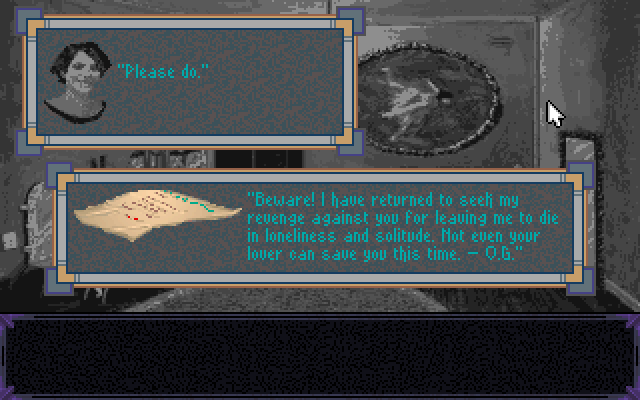 "Please do."
"Beware! I have returned to seek my
revenge against you for leaving me to die
in loneliness and solitude. Not even your
lover can save you this time. — O.G."